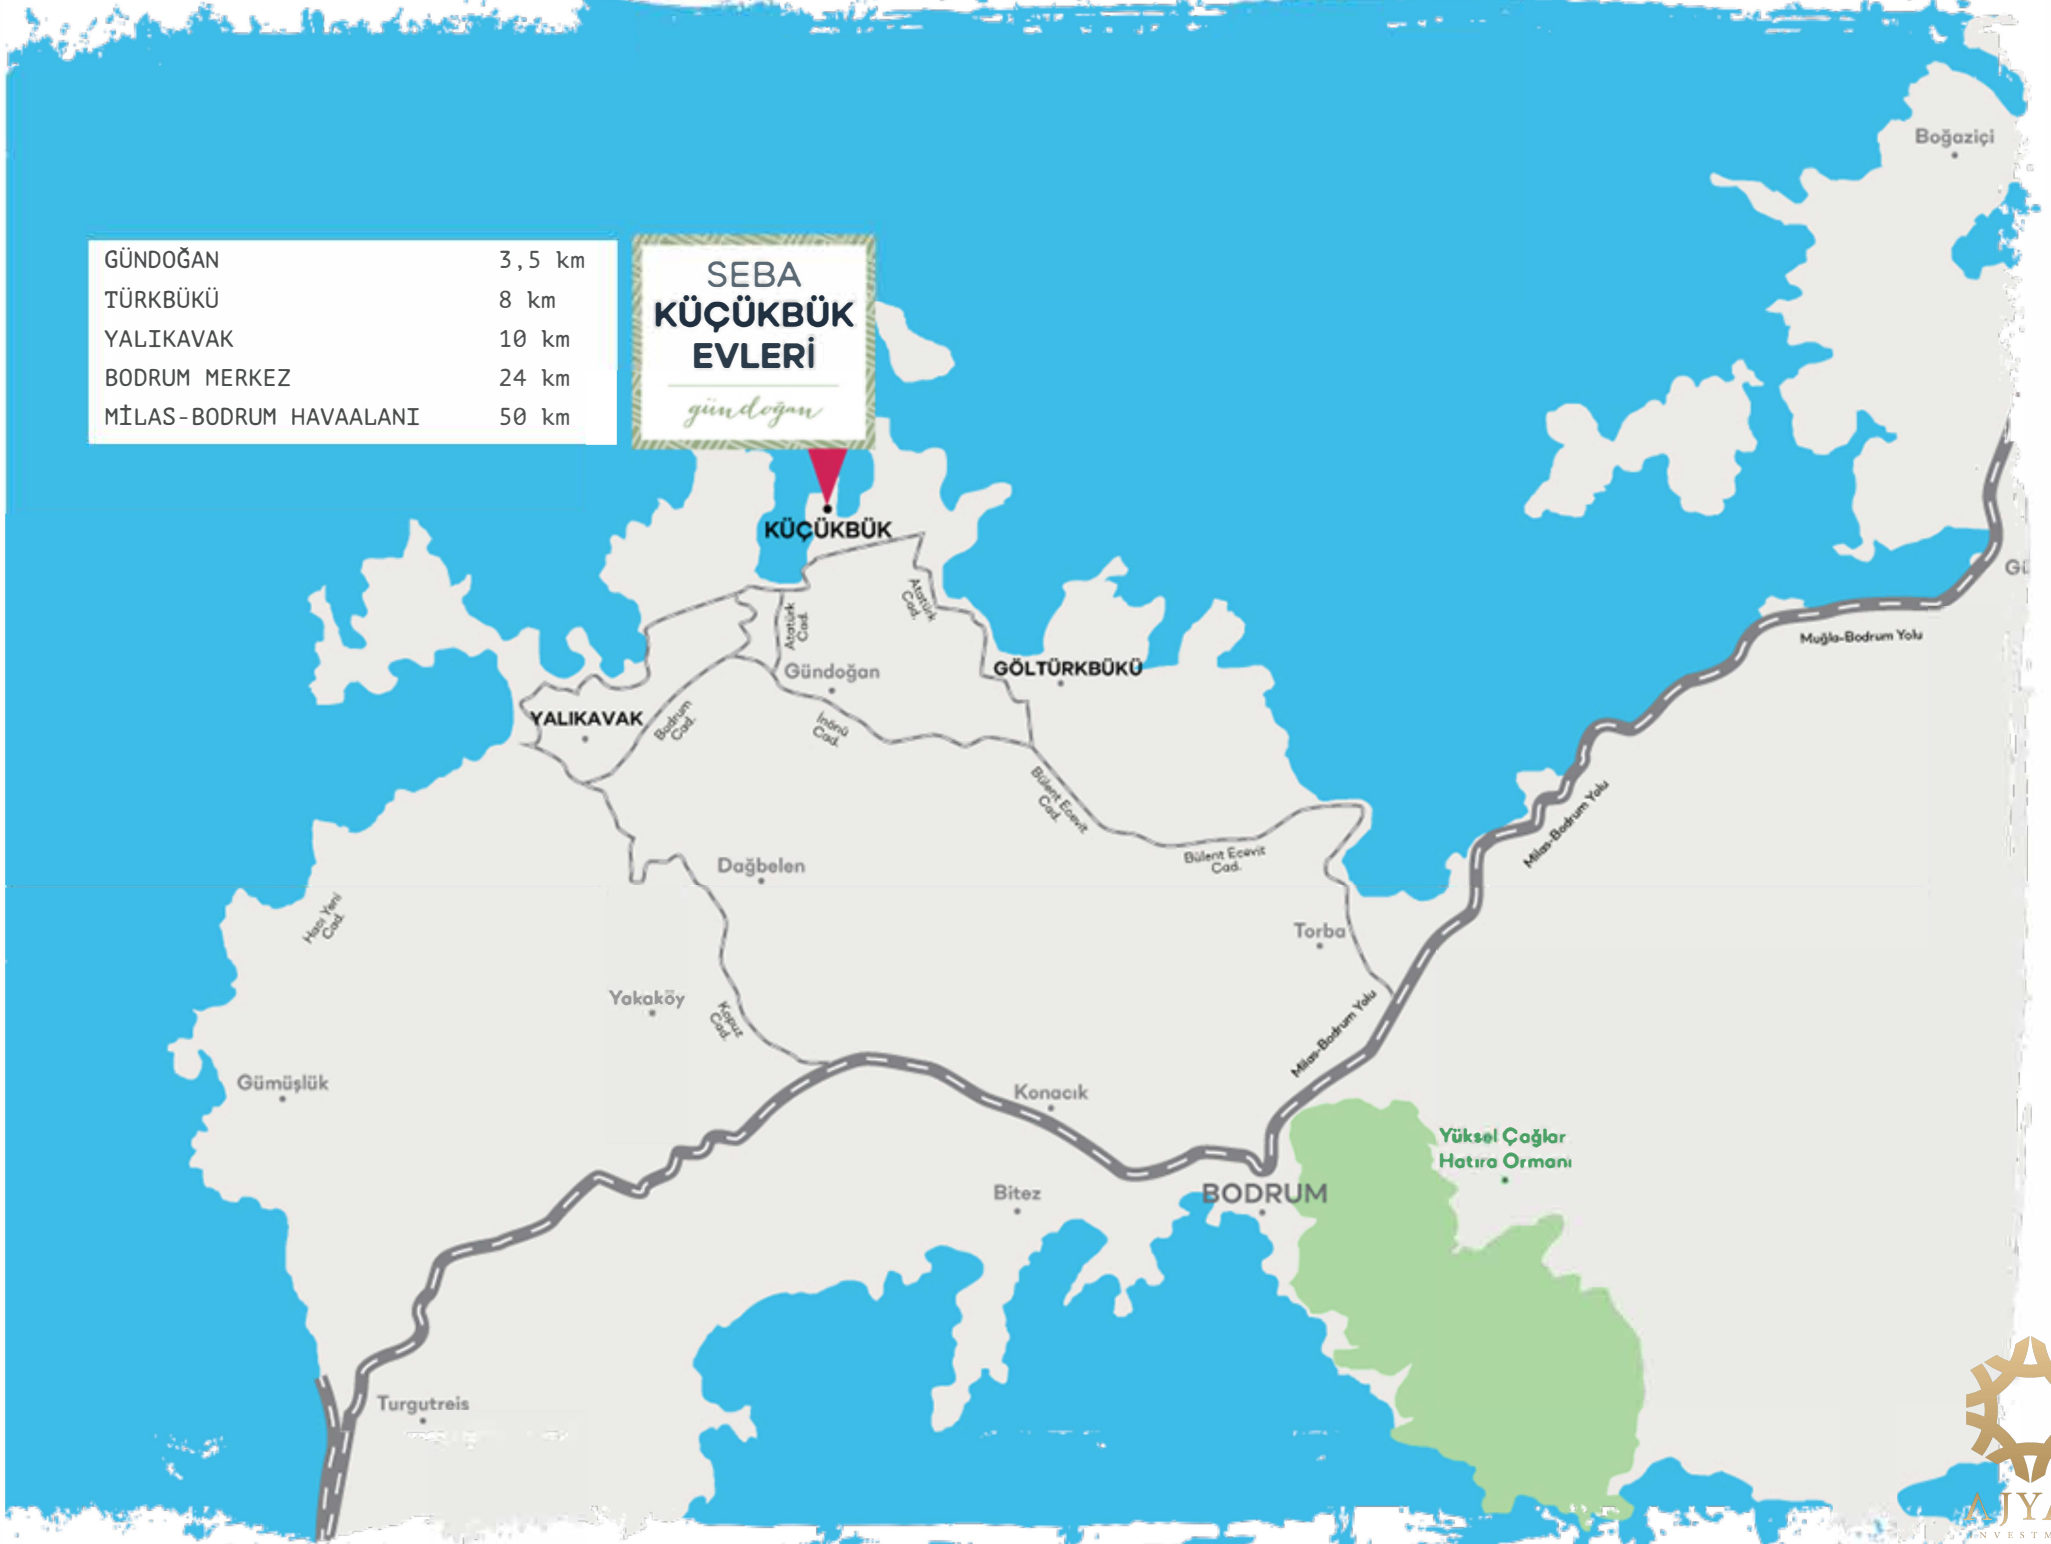 Boğaziçi
GÜNDOĞAN 3,5 km
TÜRKBÜKÜ 8 km
YALIKAVAK 10 km
BODRUM MERKEZ 24 km
MİLAS-BODRUM HAVAALANI 50 km
SEBA
KÜÇÜKBÜK
EVLERİ
gündoğan
KÜÇÜKBÜK
Atatürk
Cad.
Atatürk
Cad.
Muğla-Bodrum Yolu
Gündoğan
GÖLTÜRKBÜKÜ
YALIKAVAK
Bodrum
Cad.
İnönü
Cad.
Bülent Ecevit
Cad.
Milas-Bodrum Yolu
Bülent Ecevit
Cad.
Dağbelen
Hacı Yeni
Cad.
Torba
Yakaköy
Kopuz
Cad.
Milas-Bodrum Yolu
Gümüşlük
Konacık
Yüksel Çağlar
Hatıra Ormanı
Bitez
BODRUM
Turgutreis